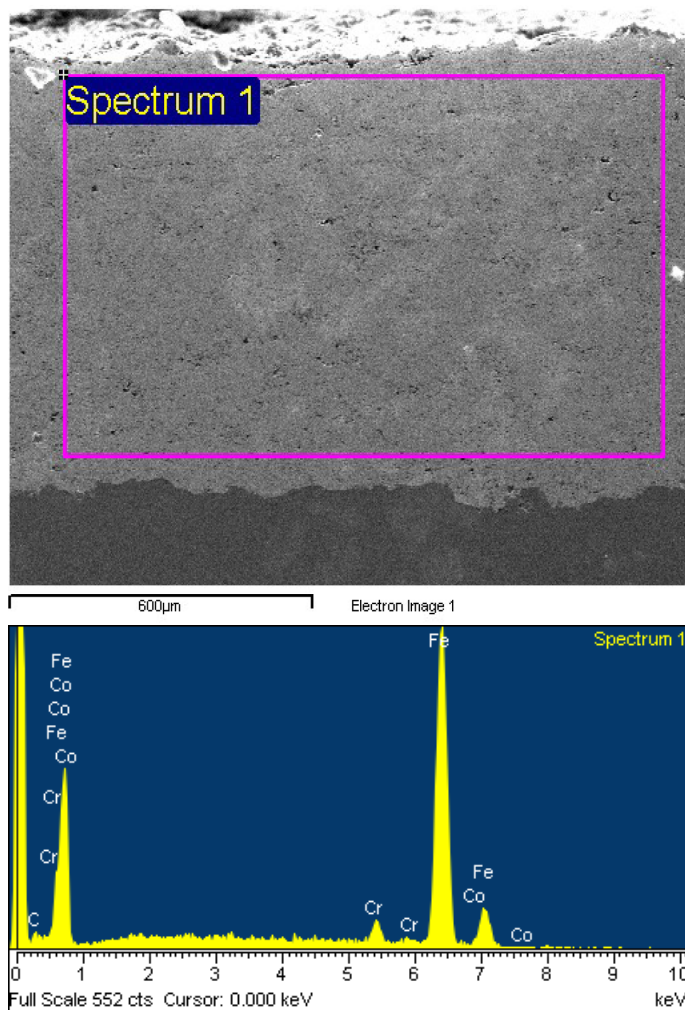 Spectrum 1
600µm Electron Image 1
Fe Spectrum 1
Fe
Co
Co
Fe
Co
Cr
Cr
C
Cr
Cr
Fe
Co
Co
0 1 2 3 4 5 6 7 8 9 10
Full Scale 552 cts Cursor: 0.000 keV keV